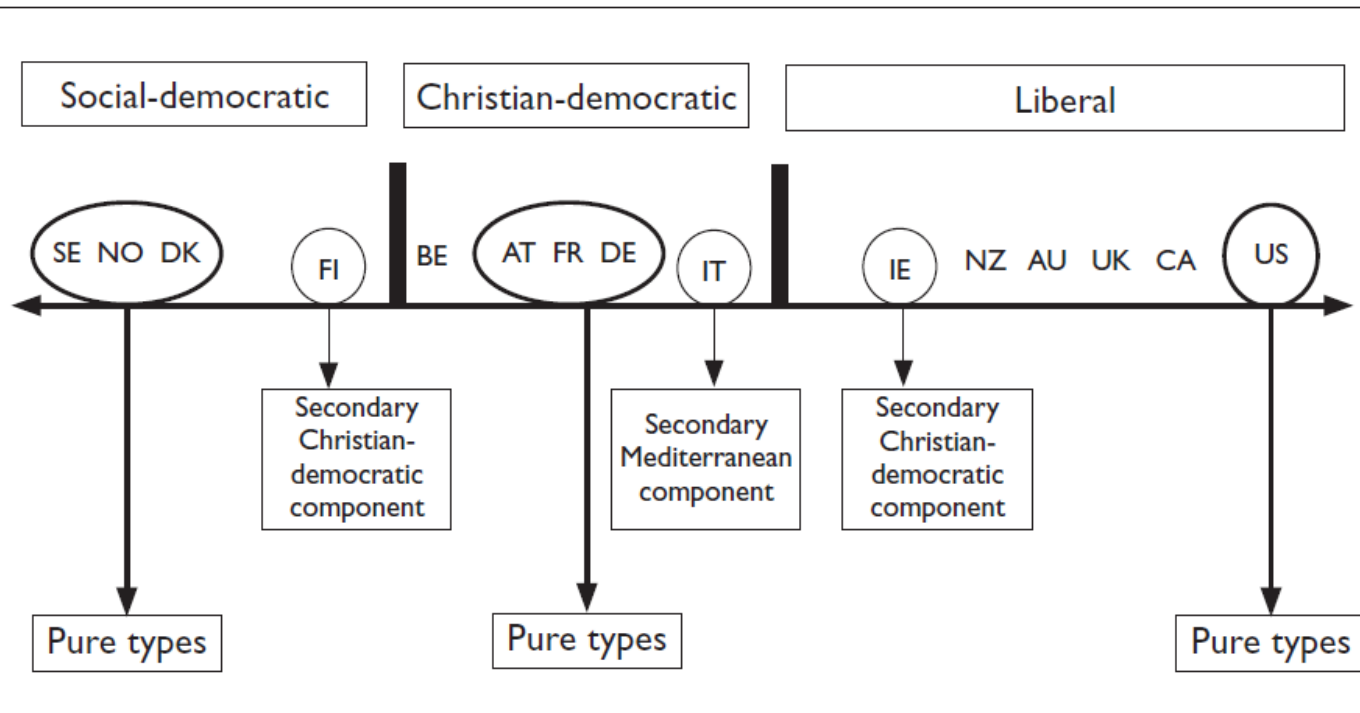 Social-democratic
Christian-democratic
Liberal
SE NO DK
FI
BE
AT FR DE
IT
IE
NZ AU UK CA
US
Secondary
Christian-
democratic
component
Secondary
Mediterranean
component
Secondary
Christian-
democratic
component
Pure types
Pure types
Pure types